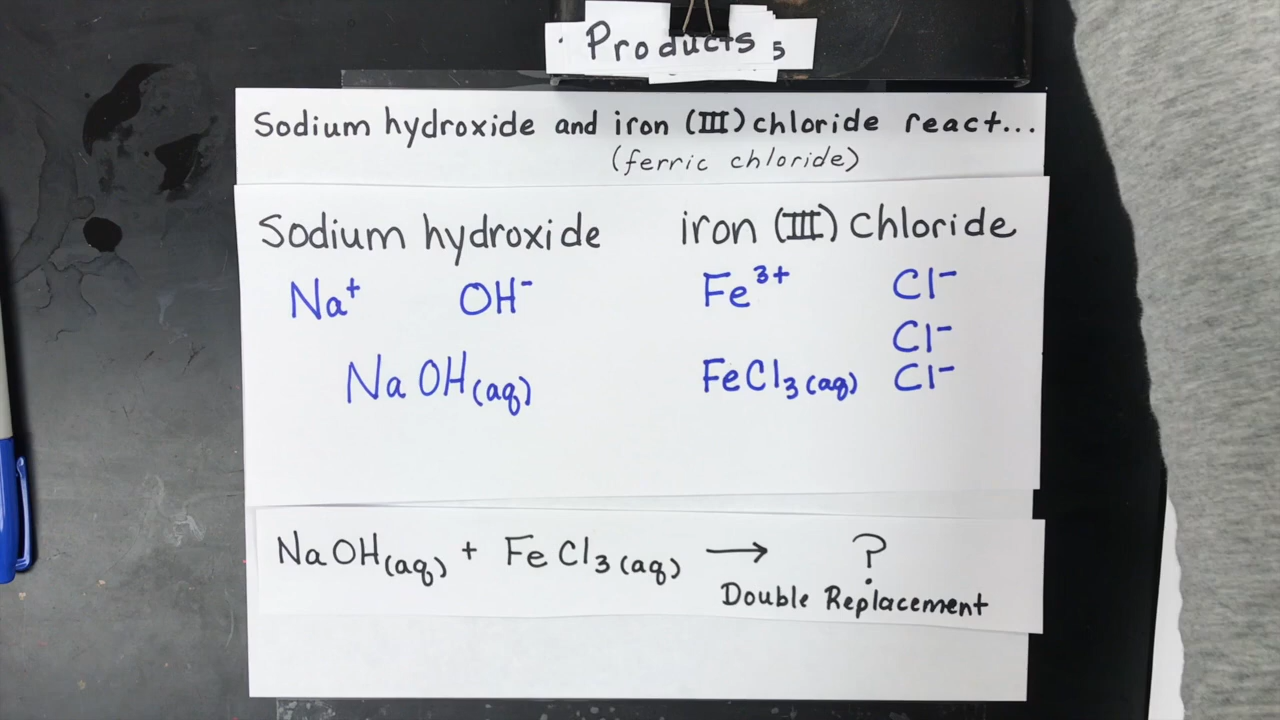 Products 5
Sodium hydroxide and iron (III) chloride react...
(ferric chloride)
Sodium hydroxide iron (III) Chloride
Na⁺ OH⁻ Fe³⁺ Cl⁻
Cl⁻
NaOH(aq) FeCl₃(aq) Cl⁻
NaOH(aq) + FeCl₃(aq) → ?
Double Replacement